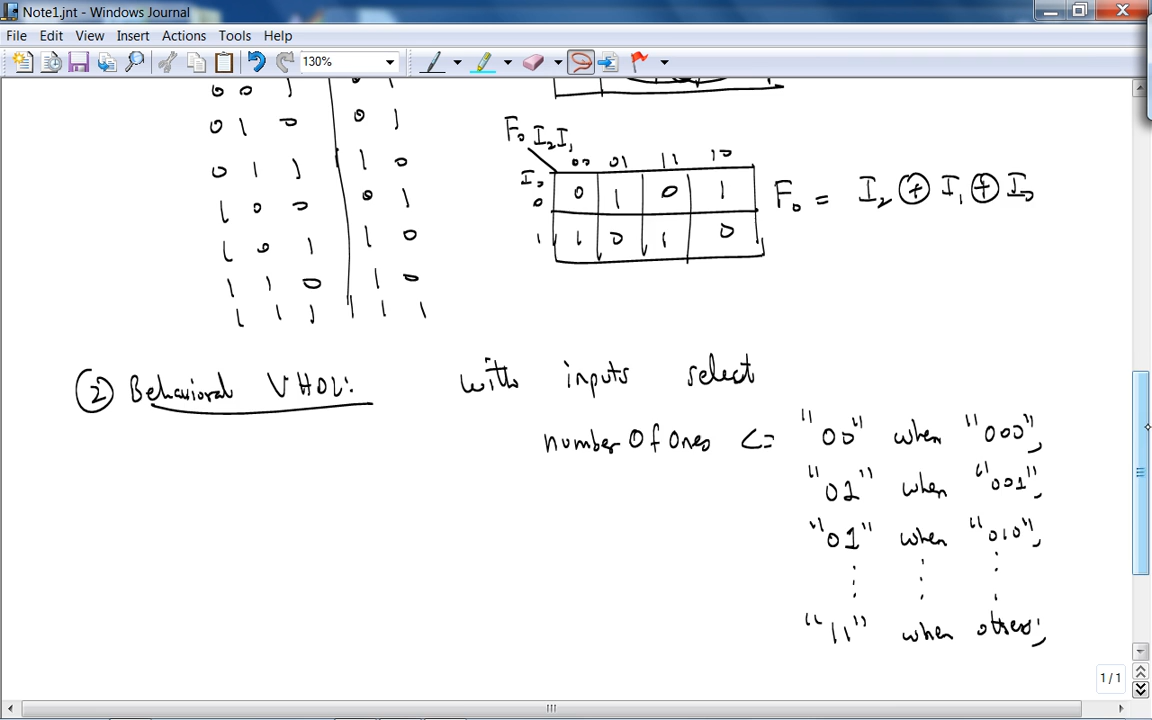 Note1.jnt - Windows Journal
File Edit View Insert Actions Tools Help
130%
0 0 1 0 1
0 1 0 0 1
0 1 1 1 0
1 0 0 0 1
1 0 1 1 0
1 1 0 1 0
1 1 1 1 1
F0 I2I1
00 01 11 10
I0
0 0 1 0 1
1 1 0 1 0
F0 = I2 ⊕ I1 ⊕ I0
② Behavioral VHDL: with inputs select
numberOfOnes <= "00" when "000",
"01" when "001",
"01" when "010",
⋮ ⋮ ⋮
"11" when others;
1 / 1